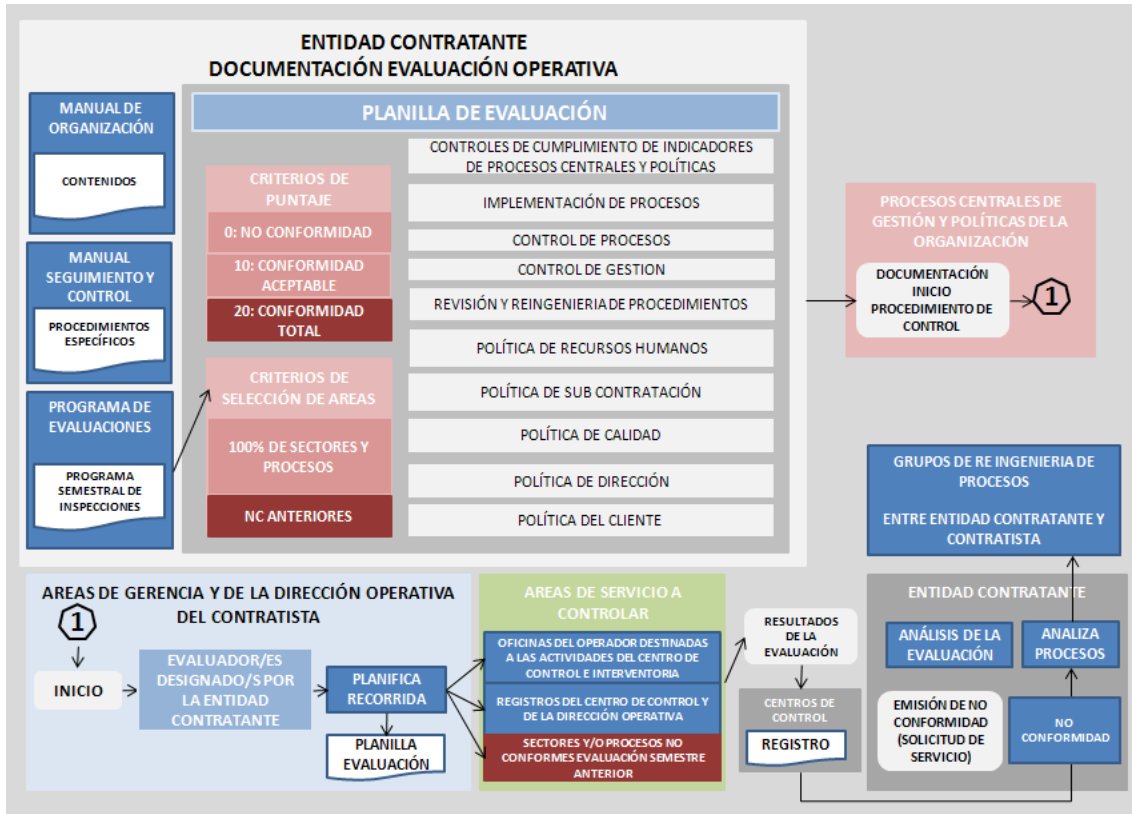 ENTIDAD CONTRATANTE
DOCUMENTACIÓN EVALUACIÓN OPERATIVA
MANUAL DE
ORGANIZACIÓN
CONTENIDOS
MANUAL
SEGUIMIENTO Y
CONTROL
PROCEDIMIENTOS
ESPECÍFICOS
PROGRAMA DE
EVALUACIONES
PROGRAMA
SEMESTRAL DE
INSPECCIONES
PLANILLA DE EVALUACIÓN
CRITERIOS DE
PUNTAJE
0: NO CONFORMIDAD
10: CONFORMIDAD
ACEPTABLE
20: CONFORMIDAD
TOTAL
CRITERIOS DE
SELECCIÓN DE AREAS
100% DE SECTORES Y
PROCESOS
NC ANTERIORES
CONTROLES DE CUMPLIMIENTO DE INDICADORES
DE PROCESOS CENTRALES Y POLÍTICAS
IMPLEMENTACIÓN DE PROCESOS
CONTROL DE PROCESOS
CONTROL DE GESTION
REVISIÓN Y REINGENIERIA DE PROCEDIMIENTOS
POLÍTICA DE RECURSOS HUMANOS
POLÍTICA DE SUB CONTRATACIÓN
POLÍTICA DE CALIDAD
POLÍTICA DE DIRECCIÓN
POLÍTICA DEL CLIENTE
PROCESOS CENTRALES DE
GESTIÓN Y POLÍTICAS DE LA
ORGANIZACIÓN
DOCUMENTACIÓN
INICIO
PROCEDIMIENTO DE
CONTROL
1
AREAS DE GERENCIA Y DE LA DIRECCIÓN OPERATIVA
DEL CONTRATISTA
1
INICIO
EVALUADOR/ES
DESIGNADO/S POR
LA ENTIDAD
CONTRATANTE
PLANIFICA
RECORRIDA
PLANILLA
EVALUACIÓN
AREAS DE SERVICIO A
CONTROLAR
OFICINAS DEL OPERADOR DESTINADAS
A LAS ACTIVIDADES DEL CENTRO DE
CONTROL E INTERVENTORIA
REGISTROS DEL CENTRO DE CONTROL Y
DE LA DIRECCIÓN OPERATIVA
SECTORES Y/O PROCESOS NO
CONFORMES EVALUACIÓN SEMESTRE
ANTERIOR
RESULTADOS
DE LA
EVALUACIÓN
CENTROS DE
CONTROL
REGISTRO
GRUPOS DE RE INGENIERIA DE
PROCESOS
ENTRE ENTIDAD CONTRATANTE Y
CONTRATISTA
ENTIDAD CONTRATANTE
ANÁLISIS DE LA
EVALUACIÓN
ANALIZA
PROCESOS
EMISIÓN DE NO
CONFORMIDAD
(SOLICITUD DE
SERVICIO)
NO
CONFORMIDAD